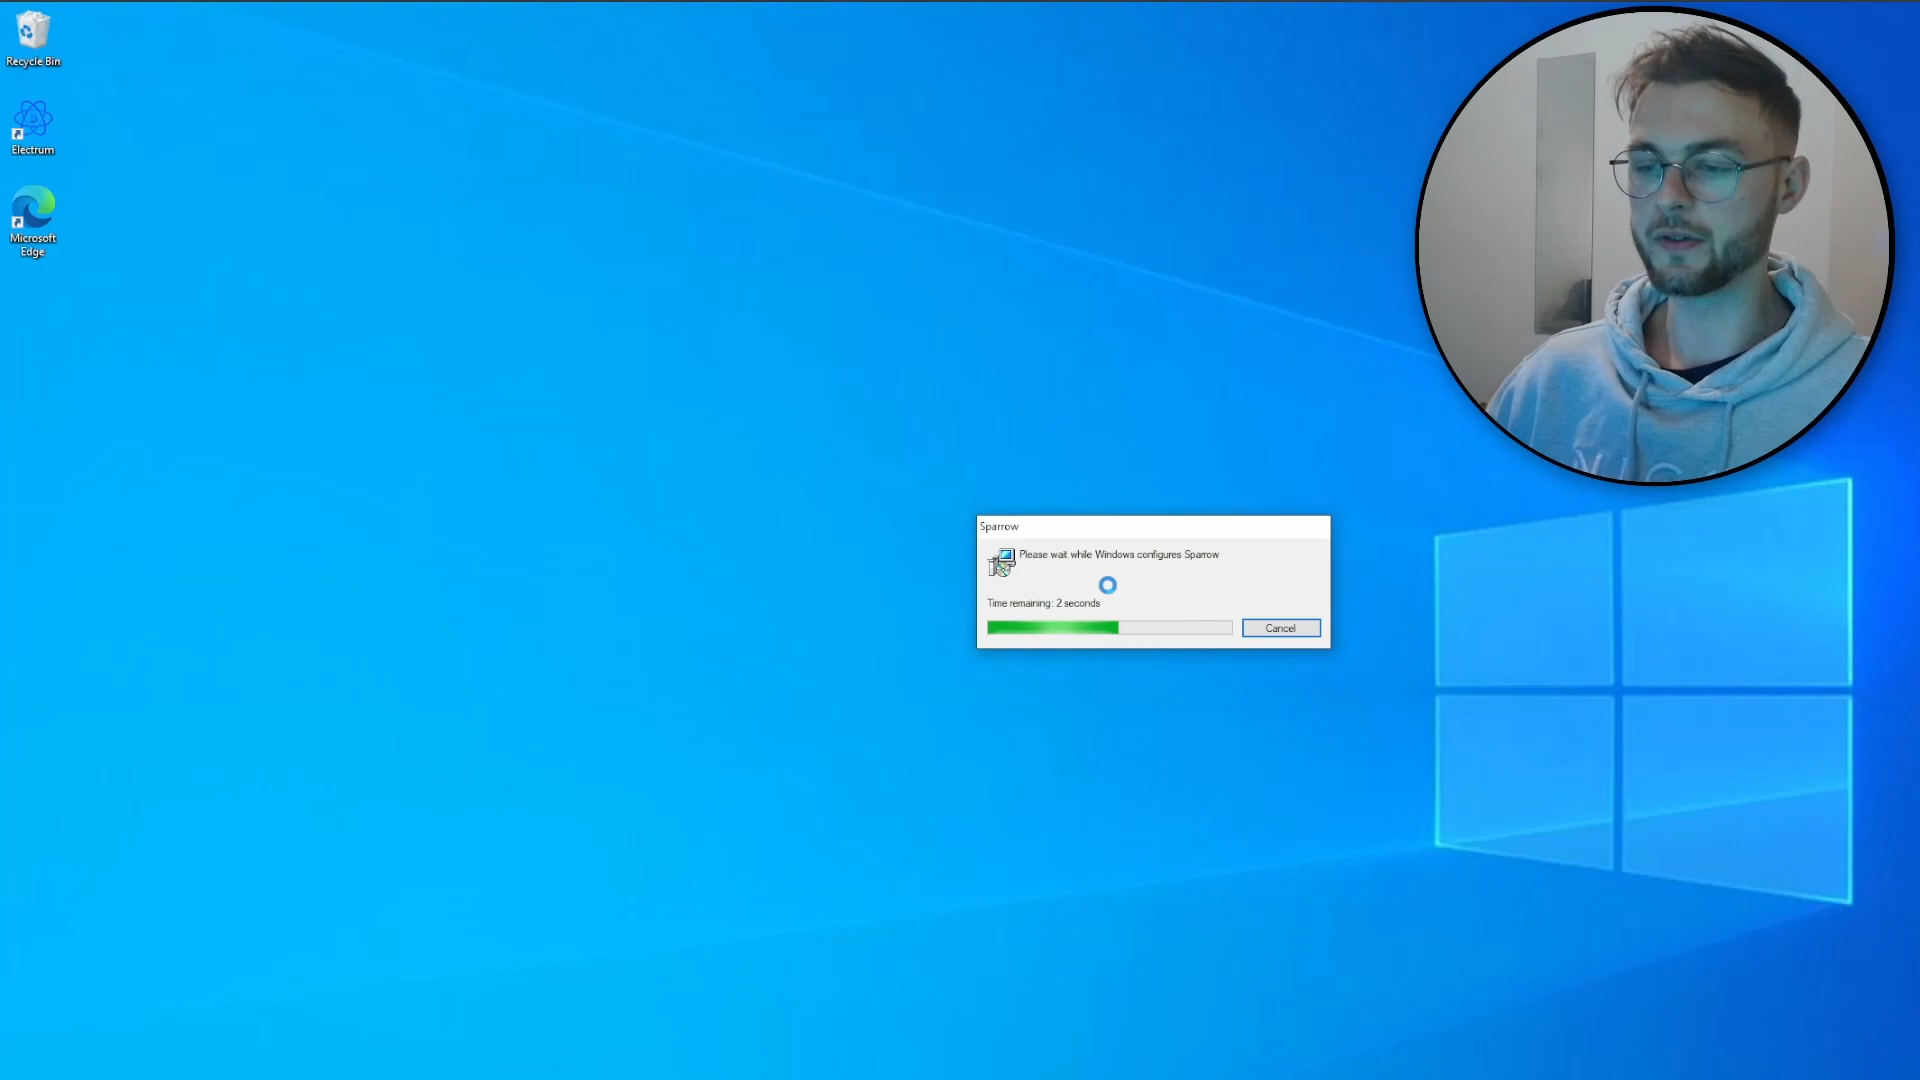 Recycle Bin
Electrum
Microsoft
Edge
Sparrow
Please wait while Windows configures Sparrow
Time remaining: 2 seconds
Cancel